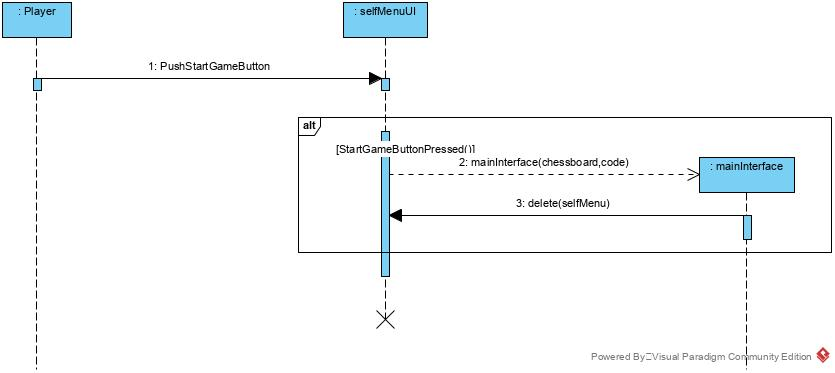 : Player
: selfMenuUI
1: PushStartGameButton
alt
[StartGameButtonPressed()]
2: mainInterface(chessboard,code)
: mainInterface
3: delete(selfMenu)
Powered By Visual Paradigm Community Edition